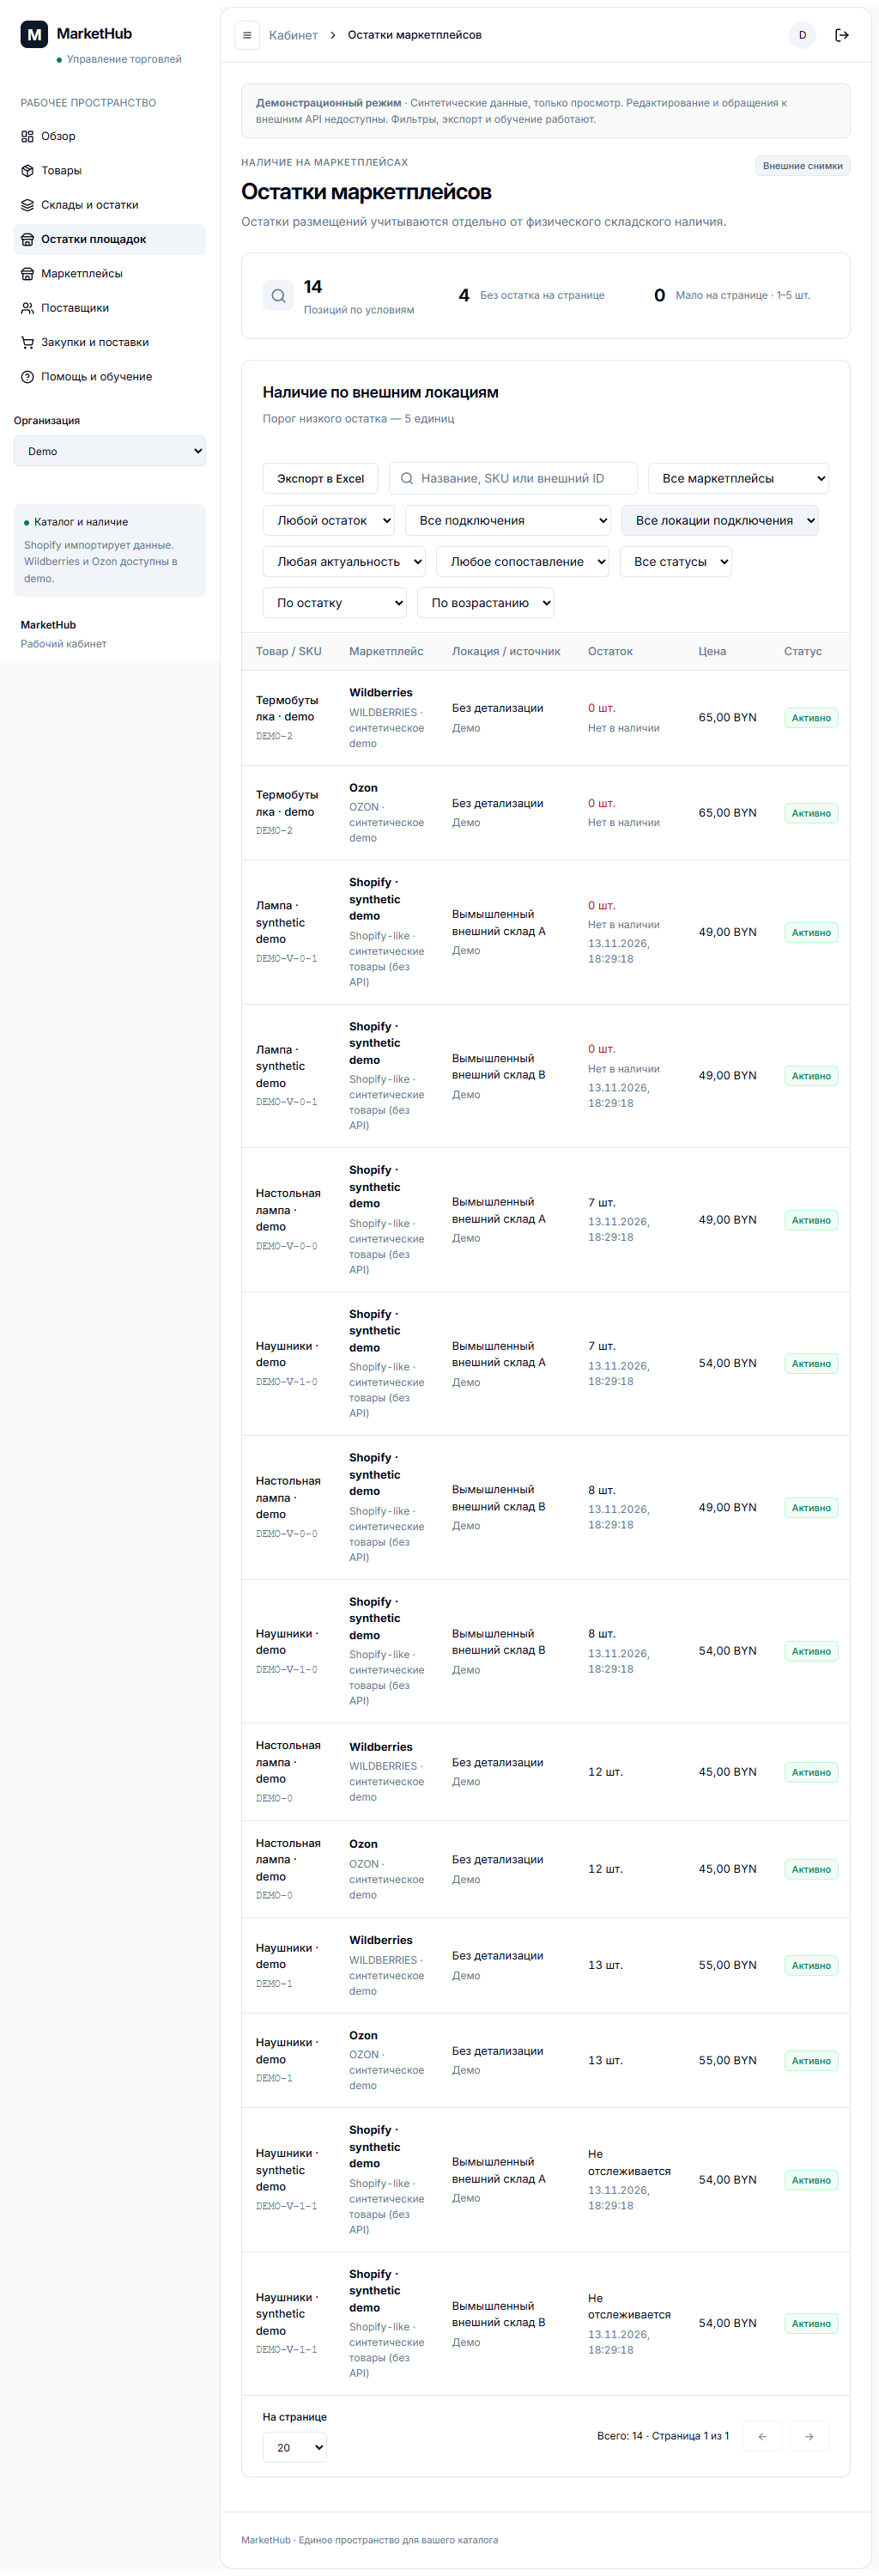 M MarketHub
Управление торговлей
РАБОЧЕЕ ПРОСТРАНСТВО
Обзор
Товары
Склады и остатки
Остатки площадок
Маркетплейсы
Поставщики
Закупки и поставки
Помощь и обучение
Организация
Demo
Каталог и наличие
Shopify импортирует данные.
Wildberries и Ozon доступны в
demo.
MarketHub
Рабочий кабинет
Кабинет > Остатки маркетплейсов
D
Демонстрационный режим · Синтетические данные, только просмотр. Редактирование и обращения к
внешним API недоступны. Фильтры, экспорт и обучение работают.
НАЛИЧИЕ НА МАРКЕТПЛЕЙСАХ
Внешние снимки
Остатки маркетплейсов
Остатки размещений учитываются отдельно от физического складского наличия.
14
Позиций по условиям
4 Без остатка на странице
0 Мало на странице · 1–5 шт.
Наличие по внешним локациям
Порог низкого остатка — 5 единиц
Экспорт в Excel
Название, SKU или внешний ID
Все маркетплейсы
Любой остаток
Все подключения
Все локации подключения
Любая актуальность
Любое сопоставление
Все статусы
По остатку
По возрастанию
Товар / SKU
Маркетплейс
Локация / источник
Остаток
Цена
Статус
Термобуты
лка · demo
DEMO-2
Wildberries
WILDBERRIES ·
синтетическое
demo
Без детализации
Демо
0 шт.
Нет в наличии
65,00 BYN
Активно
Термобуты
лка · demo
DEMO-2
Ozon
OZON ·
синтетическое
demo
Без детализации
Демо
0 шт.
Нет в наличии
65,00 BYN
Активно
Лампа ·
synthetic
demo
DEMO-V-0-1
Shopify ·
synthetic
demo
Shopify-like ·
синтетические
товары (без
API)
Вымышленный
внешний склад A
Демо
0 шт.
Нет в наличии
13.11.2026,
18:29:18
49,00 BYN
Активно
Лампа ·
synthetic
demo
DEMO-V-0-1
Shopify ·
synthetic
demo
Shopify-like ·
синтетические
товары (без
API)
Вымышленный
внешний склад B
Демо
0 шт.
Нет в наличии
13.11.2026,
18:29:18
49,00 BYN
Активно
Настольная
лампа ·
demo
DEMO-V-0-0
Shopify ·
synthetic
demo
Shopify-like ·
синтетические
товары (без
API)
Вымышленный
внешний склад A
Демо
7 шт.
13.11.2026,
18:29:18
49,00 BYN
Активно
Наушники ·
demo
DEMO-V-1-0
Shopify ·
synthetic
demo
Shopify-like ·
синтетические
товары (без
API)
Вымышленный
внешний склад A
Демо
7 шт.
13.11.2026,
18:29:18
54,00 BYN
Активно
Настольная
лампа ·
demo
DEMO-V-0-0
Shopify ·
synthetic
demo
Shopify-like ·
синтетические
товары (без
API)
Вымышленный
внешний склад B
Демо
8 шт.
13.11.2026,
18:29:18
49,00 BYN
Активно
Наушники ·
demo
DEMO-V-1-0
Shopify ·
synthetic
demo
Shopify-like ·
синтетические
товары (без
API)
Вымышленный
внешний склад B
Демо
8 шт.
13.11.2026,
18:29:18
54,00 BYN
Активно
Настольная
лампа ·
demo
DEMO-0
Wildberries
WILDBERRIES ·
синтетическое
demo
Без детализации
Демо
12 шт.
45,00 BYN
Активно
Настольная
лампа ·
demo
DEMO-0
Ozon
OZON ·
синтетическое
demo
Без детализации
Демо
12 шт.
45,00 BYN
Активно
Наушники ·
demo
DEMO-1
Wildberries
WILDBERRIES ·
синтетическое
demo
Без детализации
Демо
13 шт.
55,00 BYN
Активно
Наушники ·
demo
DEMO-1
Ozon
OZON ·
синтетическое
demo
Без детализации
Демо
13 шт.
55,00 BYN
Активно
Наушники ·
synthetic
demo
DEMO-V-1-1
Shopify ·
synthetic
demo
Shopify-like ·
синтетические
товары (без
API)
Вымышленный
внешний склад A
Демо
Не
отслеживается
13.11.2026,
18:29:18
54,00 BYN
Активно
Наушники ·
synthetic
demo
DEMO-V-1-1
Shopify ·
synthetic
demo
Shopify-like ·
синтетические
товары (без
API)
Вымышленный
внешний склад B
Демо
Не
отслеживается
13.11.2026,
18:29:18
54,00 BYN
Активно
На странице
20
Всего: 14 · Страница 1 из 1
← →
MarketHub · Единое пространство для вашего каталога